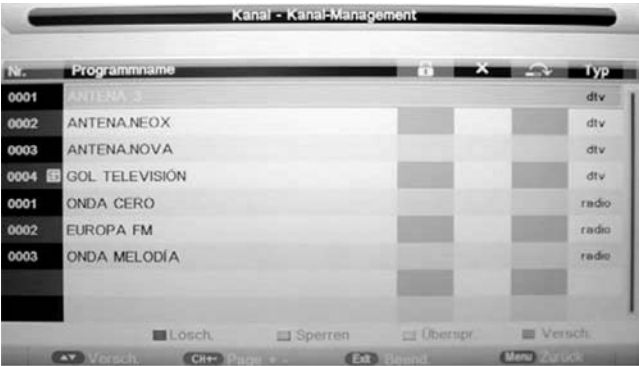 Kanal - Kanal-Management
Nr. Programmname Typ
0001 ANTENA 3 dtv
0002 ANTENA.NEOX dtv
0003 ANTENA.NOVA dtv
0004 $ GOL TELEVISIÓN dtv
0001 ONDA CERO radio
0002 EUROPA FM radio
0003 ONDA MELODÍA radio
Lösch. Sperren Überspr. Versch.
Versch. CH+- Page + - Exit Beend. Menu Zurück